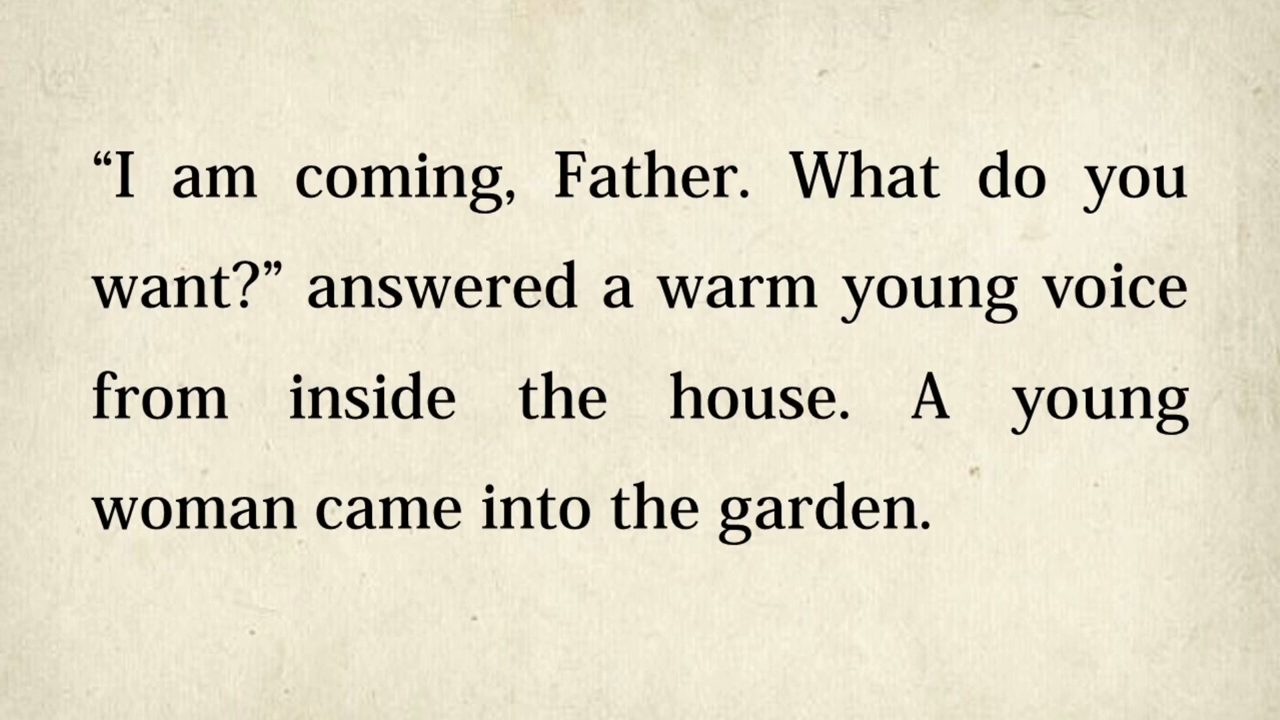 “I am coming, Father. What do you
want?” answered a warm young voice
from inside the house. A young
woman came into the garden.